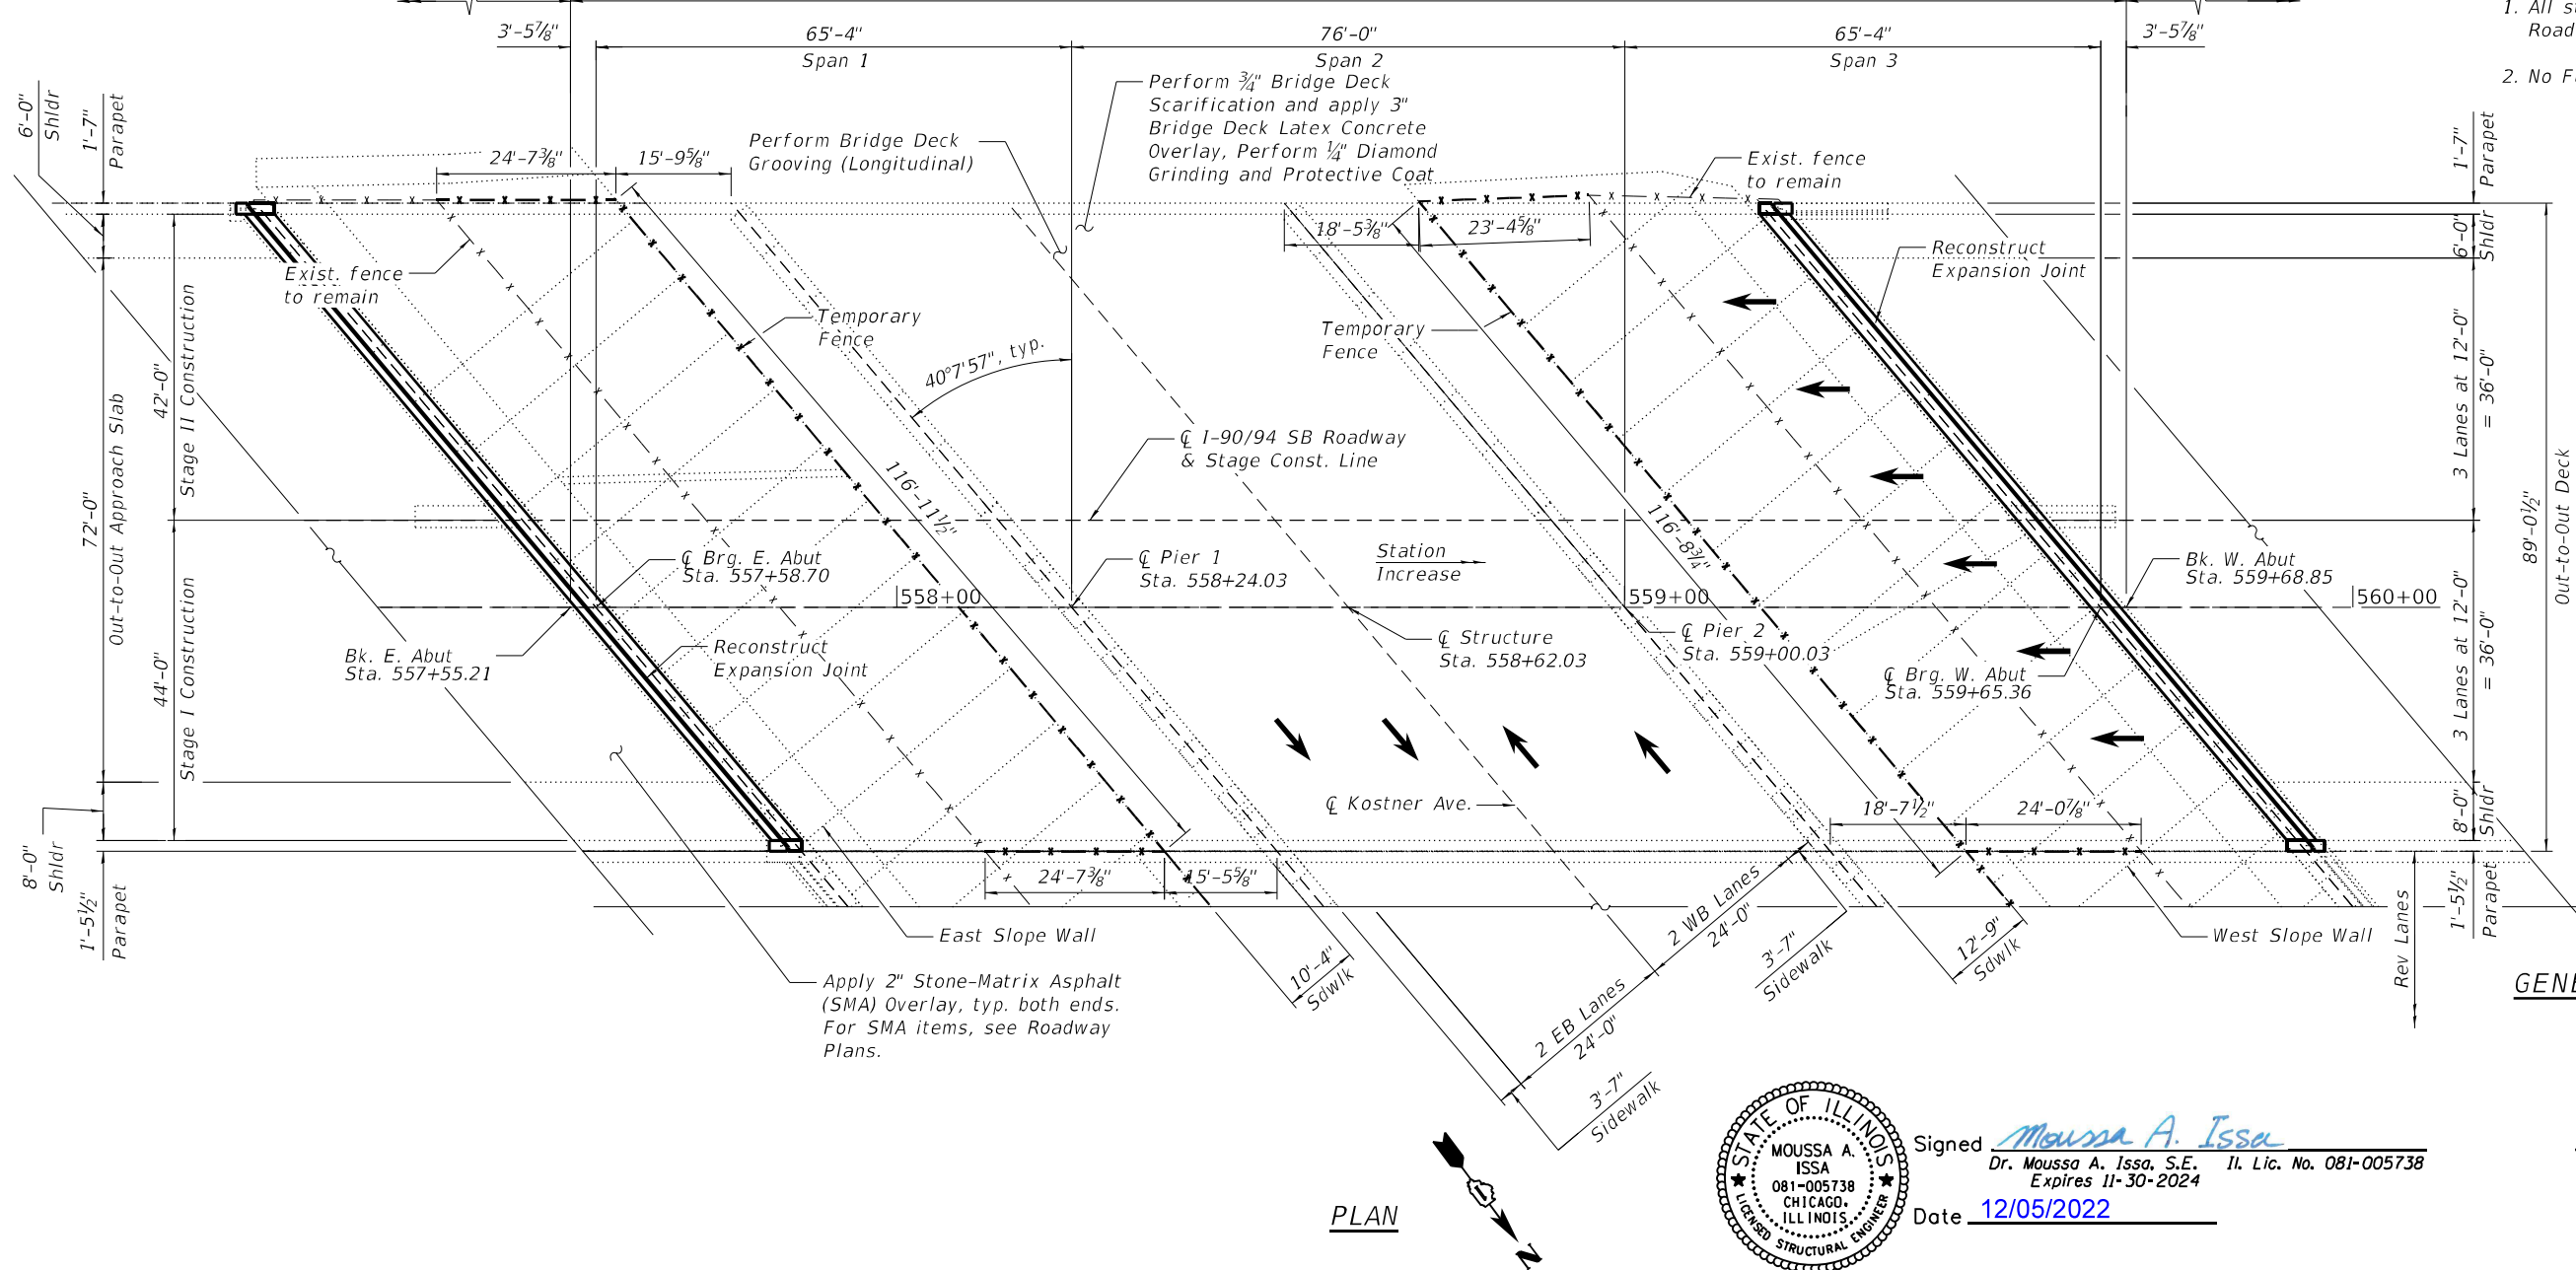 3'-5⅞"
65'-4"
Span 1
76'-0"
Span 2
65'-4"
Span 3
3'-5⅞"
1. All
Road
2. No
6'-0"
Shldr
1'-7"
Parapet
24'-7⅜"
15'-9⅝"
Perform Bridge Deck
Grooving (Longitudinal)
Perform ¾" Bridge Deck
Scarification and apply 3"
Bridge Deck Latex Concrete
Overlay, Perform ¼" Diamond
Grinding and Protective Coat
Exist. fence
to remain
18'-5⅜"
23'-4⅝"
1'-7"
Parapet
6'-0"
Shldr
Reconstruct
Expansion Joint
Exist. fence
to remain
Temporary
Fence
40°7'57", typ.
Temporary
Fence
42'-0"
Stage II Construction
72'-0"
Out-to-Out Approach Slab
44'-0"
Stage I Construction
3 Lanes at 12'-0"
= 36'-0"
89'-0½"
Out-to-Out Deck
3 Lanes at 12'-0"
= 36'-0"
℄ I-90/94 SB Roadway
& Stage Const. Line
116'-11½"
116'-8¾"
℄ Brg. E. Abut
Sta. 557+58.70
558+00
℄ Pier 1
Sta. 558+24.03
Station
Increase
559+00
Bk. W. Abut
Sta. 559+68.85
560+00
Bk. E. Abut
Sta. 557+55.21
Reconstruct
Expansion Joint
℄ Structure
Sta. 558+62.03
℄ Pier 2
Sta. 559+00.03
℄ Brg. W. Abut
Sta. 559+65.36
℄ Kostner Ave.
18'-7½"
24'-0⅞"
8'-0"
Shldr
1'-5½"
Parapet
8'-0"
Shldr
1'-5½"
Parapet
24'-7⅜"
15'-5⅝"
East Slope Wall
West Slope Wall
Rev Lanes
Apply 2" Stone-Matrix Asphalt
(SMA) Overlay, typ. both ends.
For SMA items, see Roadway
Plans.
10'-4"
Sdwlk
2 WB Lanes
24'-0"
3'-7"
Sidewalk
12'-9"
Sdwlk
2 EB Lanes
24'-0"
3'-7"
Sidewalk
PLAN
N
STATE OF ILLINOIS
MOUSSA A.
ISSA
081-005738
CHICAGO,
ILLINOIS
LICENSED STRUCTURAL ENGINEER
Signed Moussa A. Issa
Dr. Moussa A. Issa, S.E. Il. Lic. No. 081-005738
Expires 11-30-2024
Date 12/05/2022